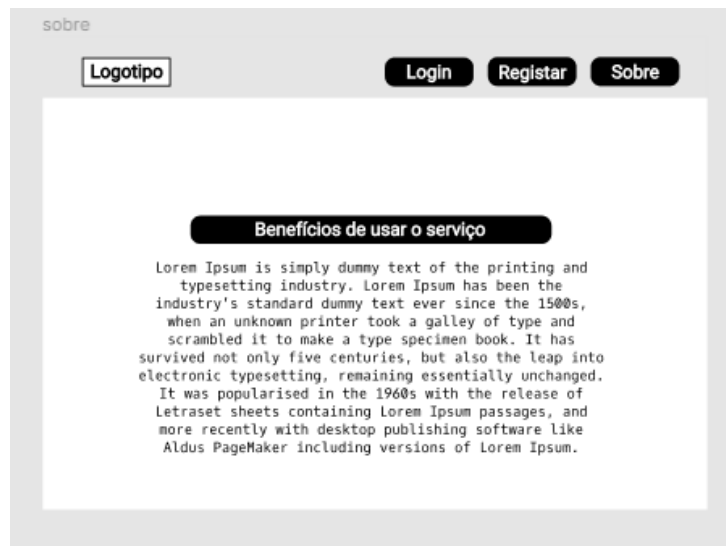 sobre
Logotipo
Login
Registar
Sobre
Benefícios de usar o serviço
Lorem Ipsum is simply dummy text of the printing and
typesetting industry. Lorem Ipsum has been the
industry's standard dummy text ever since the 1500s,
when an unknown printer took a galley of type and
scrambled it to make a type specimen book. It has
survived not only five centuries, but also the leap into
electronic typesetting, remaining essentially unchanged.
It was popularised in the 1960s with the release of
Letraset sheets containing Lorem Ipsum passages, and
more recently with desktop publishing software like
Aldus PageMaker including versions of Lorem Ipsum.